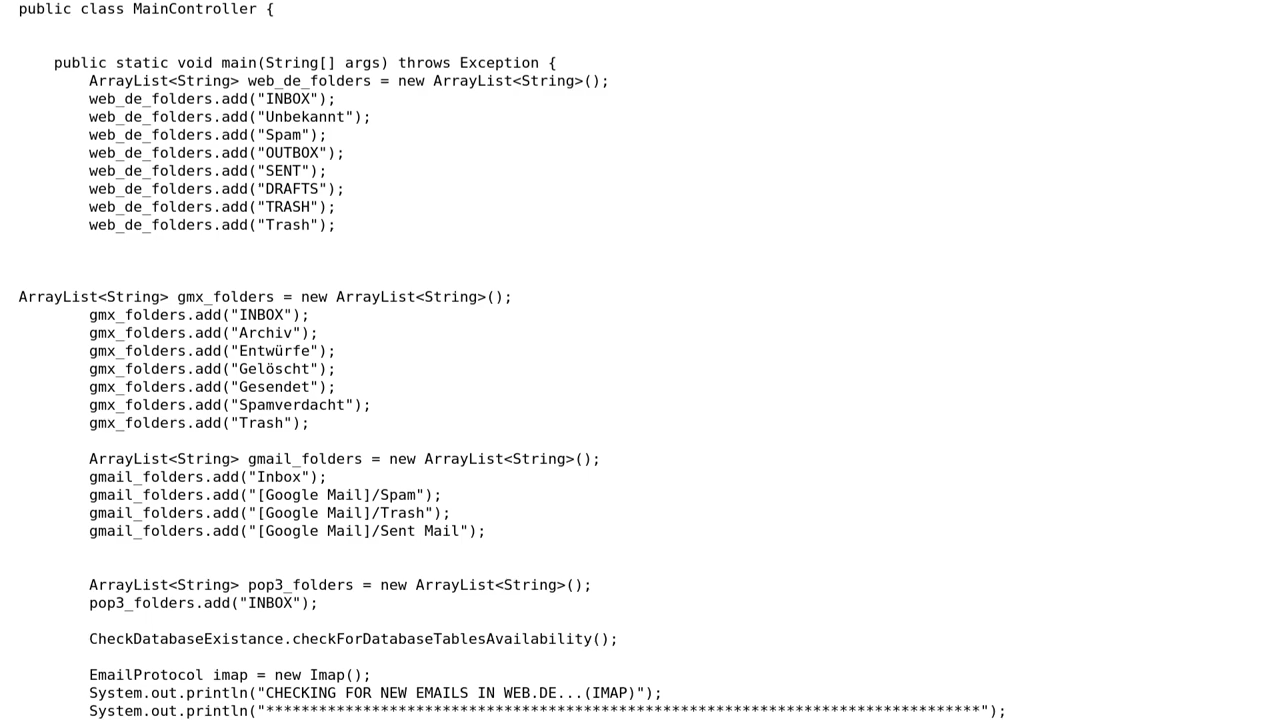 public class MainController {
public static void main(String[] args) throws Exception {
ArrayList<String> web_de_folders = new ArrayList<String>();
web_de_folders.add("INBOX");
web_de_folders.add("Unbekannt");
web_de_folders.add("Spam");
web_de_folders.add("OUTBOX");
web_de_folders.add("SENT");
web_de_folders.add("DRAFTS");
web_de_folders.add("TRASH");
web_de_folders.add("Trash");
ArrayList<String> gmx_folders = new ArrayList<String>();
gmx_folders.add("INBOX");
gmx_folders.add("Archiv");
gmx_folders.add("Entwürfe");
gmx_folders.add("Gelöscht");
gmx_folders.add("Gesendet");
gmx_folders.add("Spamverdacht");
gmx_folders.add("Trash");
ArrayList<String> gmail_folders = new ArrayList<String>();
gmail_folders.add("Inbox");
gmail_folders.add("[Google Mail]/Spam");
gmail_folders.add("[Google Mail]/Trash");
gmail_folders.add("[Google Mail]/Sent Mail");
ArrayList<String> pop3_folders = new ArrayList<String>();
pop3_folders.add("INBOX");
CheckDatabaseExistance.checkForDatabaseTablesAvailability();
EmailProtocol imap = new Imap();
System.out.println("CHECKING FOR NEW EMAILS IN WEB.DE...(IMAP)");
System.out.println("*********************************************************************************");